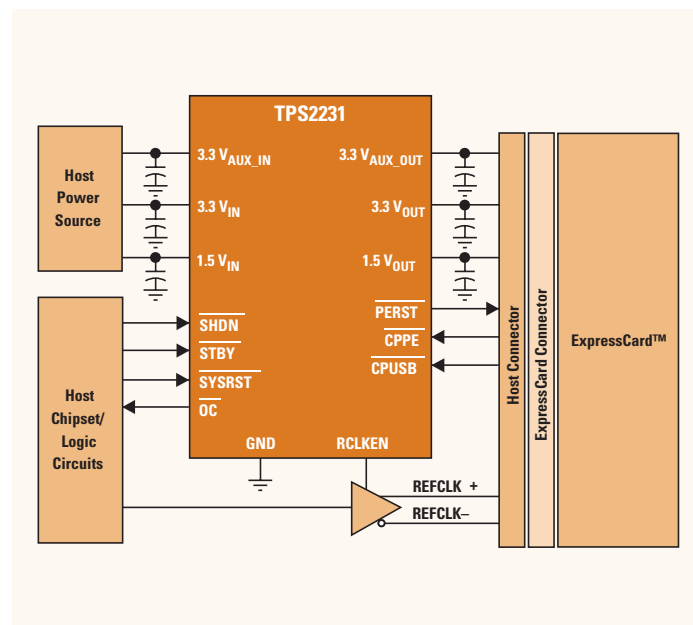 TPS2231
Host
Power
Source
3.3 VAUX_IN
3.3 VIN
1.5 VIN
3.3 VAUX_OUT
3.3 VOUT
1.5 VOUT
Host
Chipset/
Logic
Circuits
SHDN
STBY
SYSRST
OC
PERST
CPPE
CPUSB
GND
RCLKEN
REFCLK +
REFCLK–
Host Connector
ExpressCard Connector
ExpressCard™